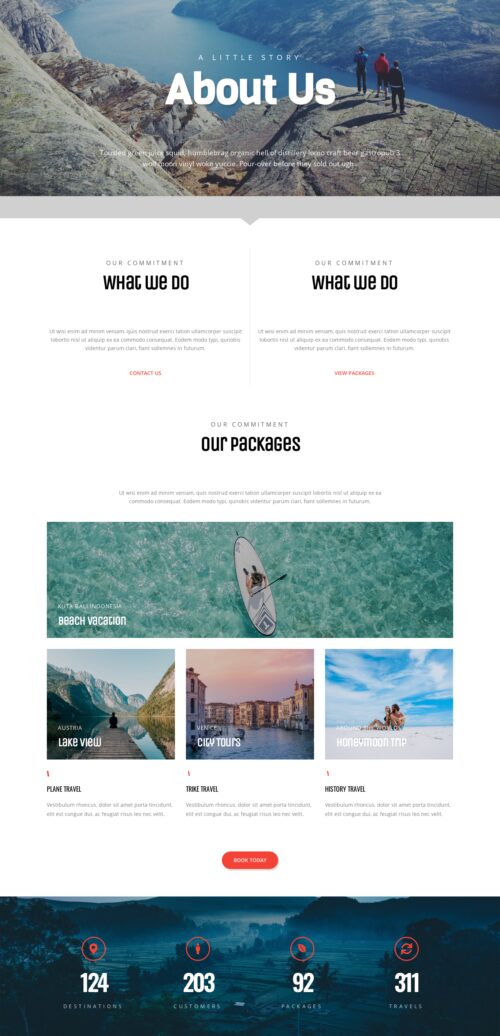 A LITTLE STORY
About Us
Tousled green juice squid, humblebrag organic hell of distillery lomo craft beer gastropub 3
wolf moon vinyl woke yuccie. Pour-over before they sold out ugh
OUR COMMITMENT
What we do
Ut wisi enim ad minim veniam, quis nostrud exerci tation ullamcorper suscipit
lobortis nisl ut aliquip ex ea commodo consequat. Eodem modo typi, qui nobis
videntur parum clari, fiant sollemnes in futurum.
CONTACT US
OUR COMMITMENT
What we do
Ut wisi enim ad minim veniam, quis nostrud exerci tation ullamcorper suscipit
lobortis nisl ut aliquip ex ea commodo consequat. Eodem modo typi, qui nobis
videntur parum clari, fiant sollemnes in futurum.
VIEW PACKAGES
OUR COMMITMENT
Our Packages
Ut wisi enim ad minim veniam, quis nostrud exerci tation ullamcorper suscipit lobortis nisl ut aliquip ex ea
commodo consequat. Eodem modo typi, qui nobis videntur parum clari, fiant sollemnes in futurum.
KUTA BALI INDONESIA
Beach Vacation
AUSTRIA
Lake View
VENICE
City Tours
AROUND THE WORLD
Honeymoon Trip
PLANE TRAVEL
Vestibulum rhoncus, dolor sit amet porta tincidunt,
elit est congue dui, ac feugiat risus leo nec velit.
TRIKE TRAVEL
Vestibulum rhoncus, dolor sit amet porta tincidunt,
elit est congue dui, ac feugiat risus leo nec velit.
HISTORY TRAVEL
Vestibulum rhoncus, dolor sit amet porta tincidunt,
elit est congue dui, ac feugiat risus leo nec velit.
BOOK TODAY
124
DESTINATIONS
203
CUSTOMERS
92
PACKAGES
311
TRAVELS